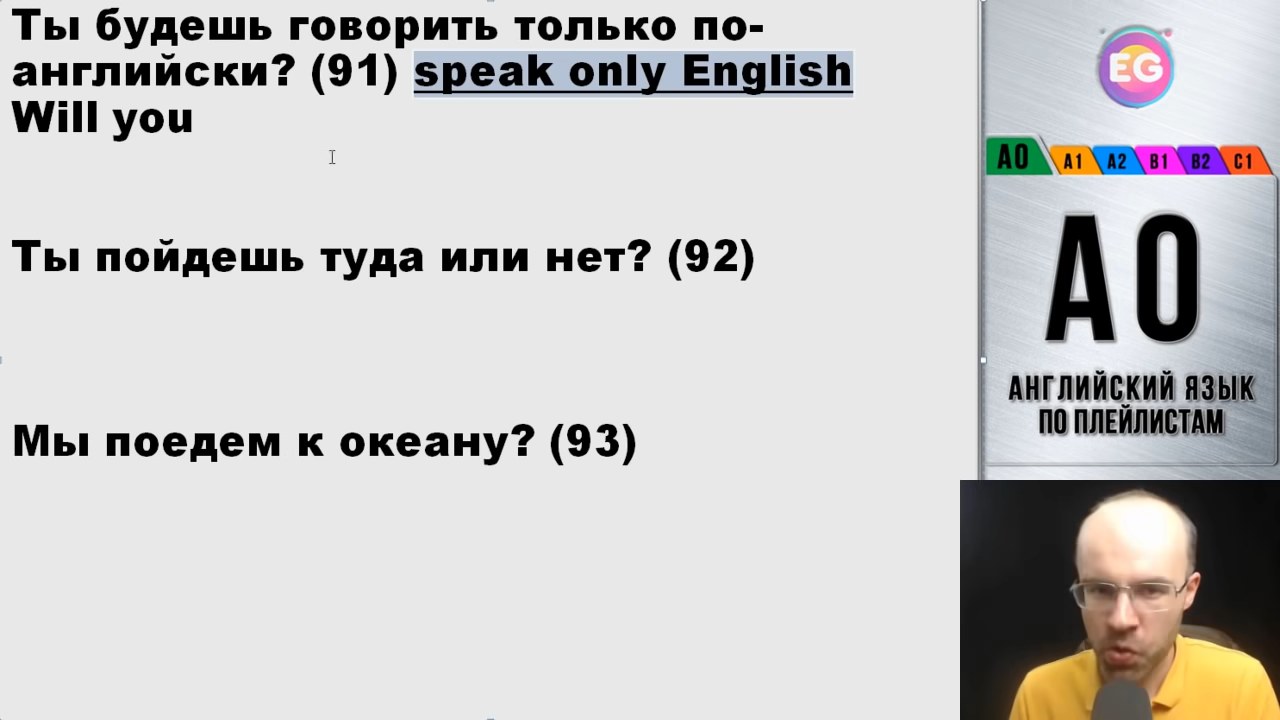 Ты будешь говорить только по-
английски? (91) speak only English
Will you
Ты пойдешь туда или нет? (92)
Мы поедем к океану? (93)
EG
A0 A1 A2 B1 B2 C1
A0
АНГЛИЙСКИЙ ЯЗЫК
ПО ПЛЕЙЛИСТАМ